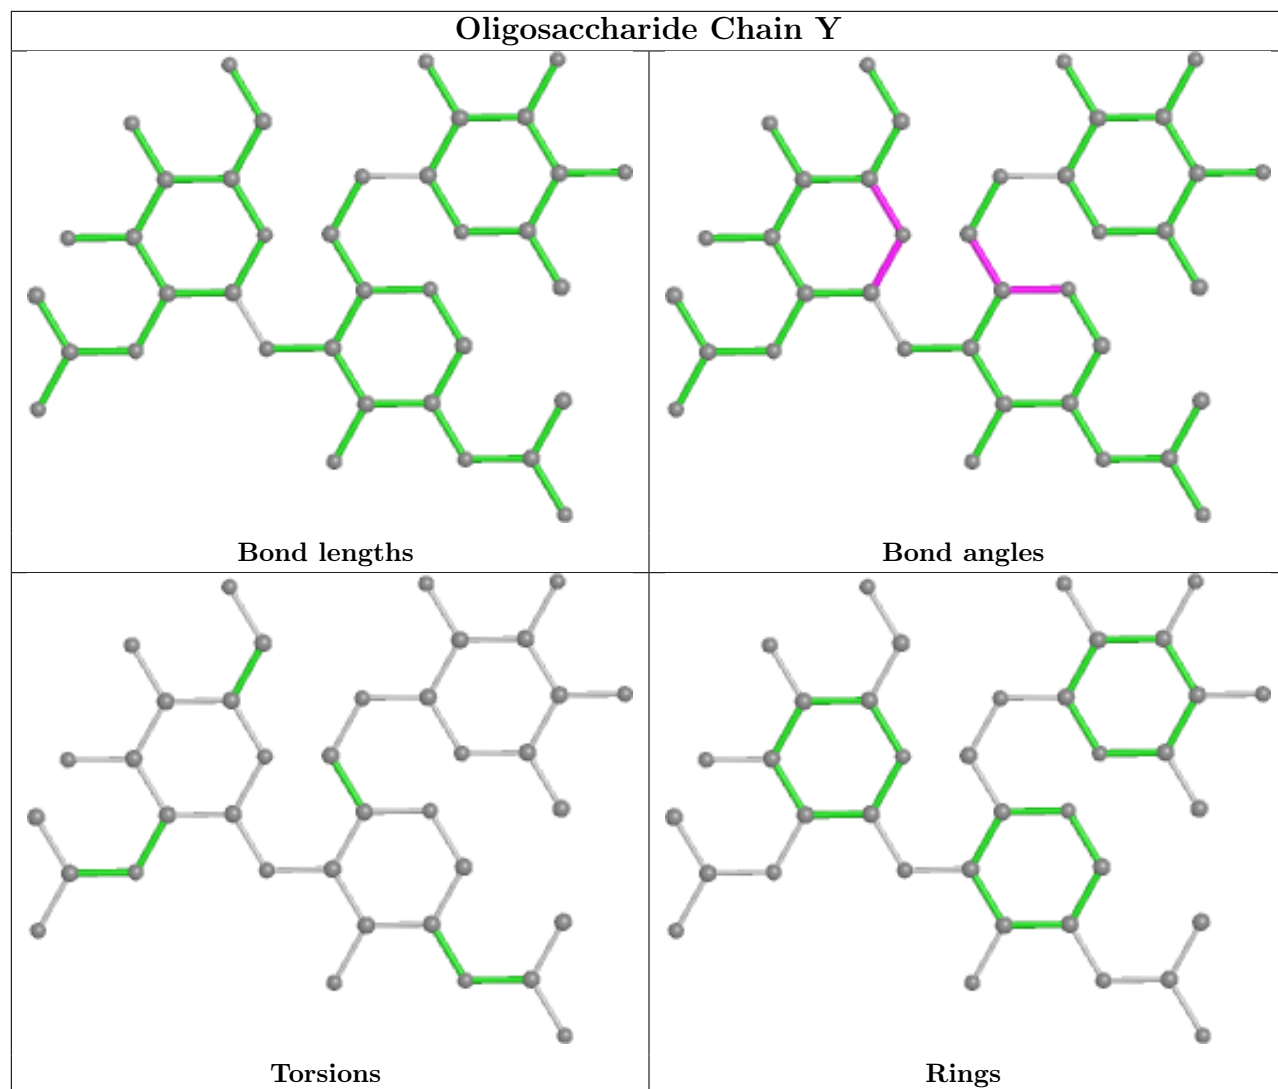 Oligosaccharide Chain Y
Bond lengths
Bond angles
Torsions
Rings